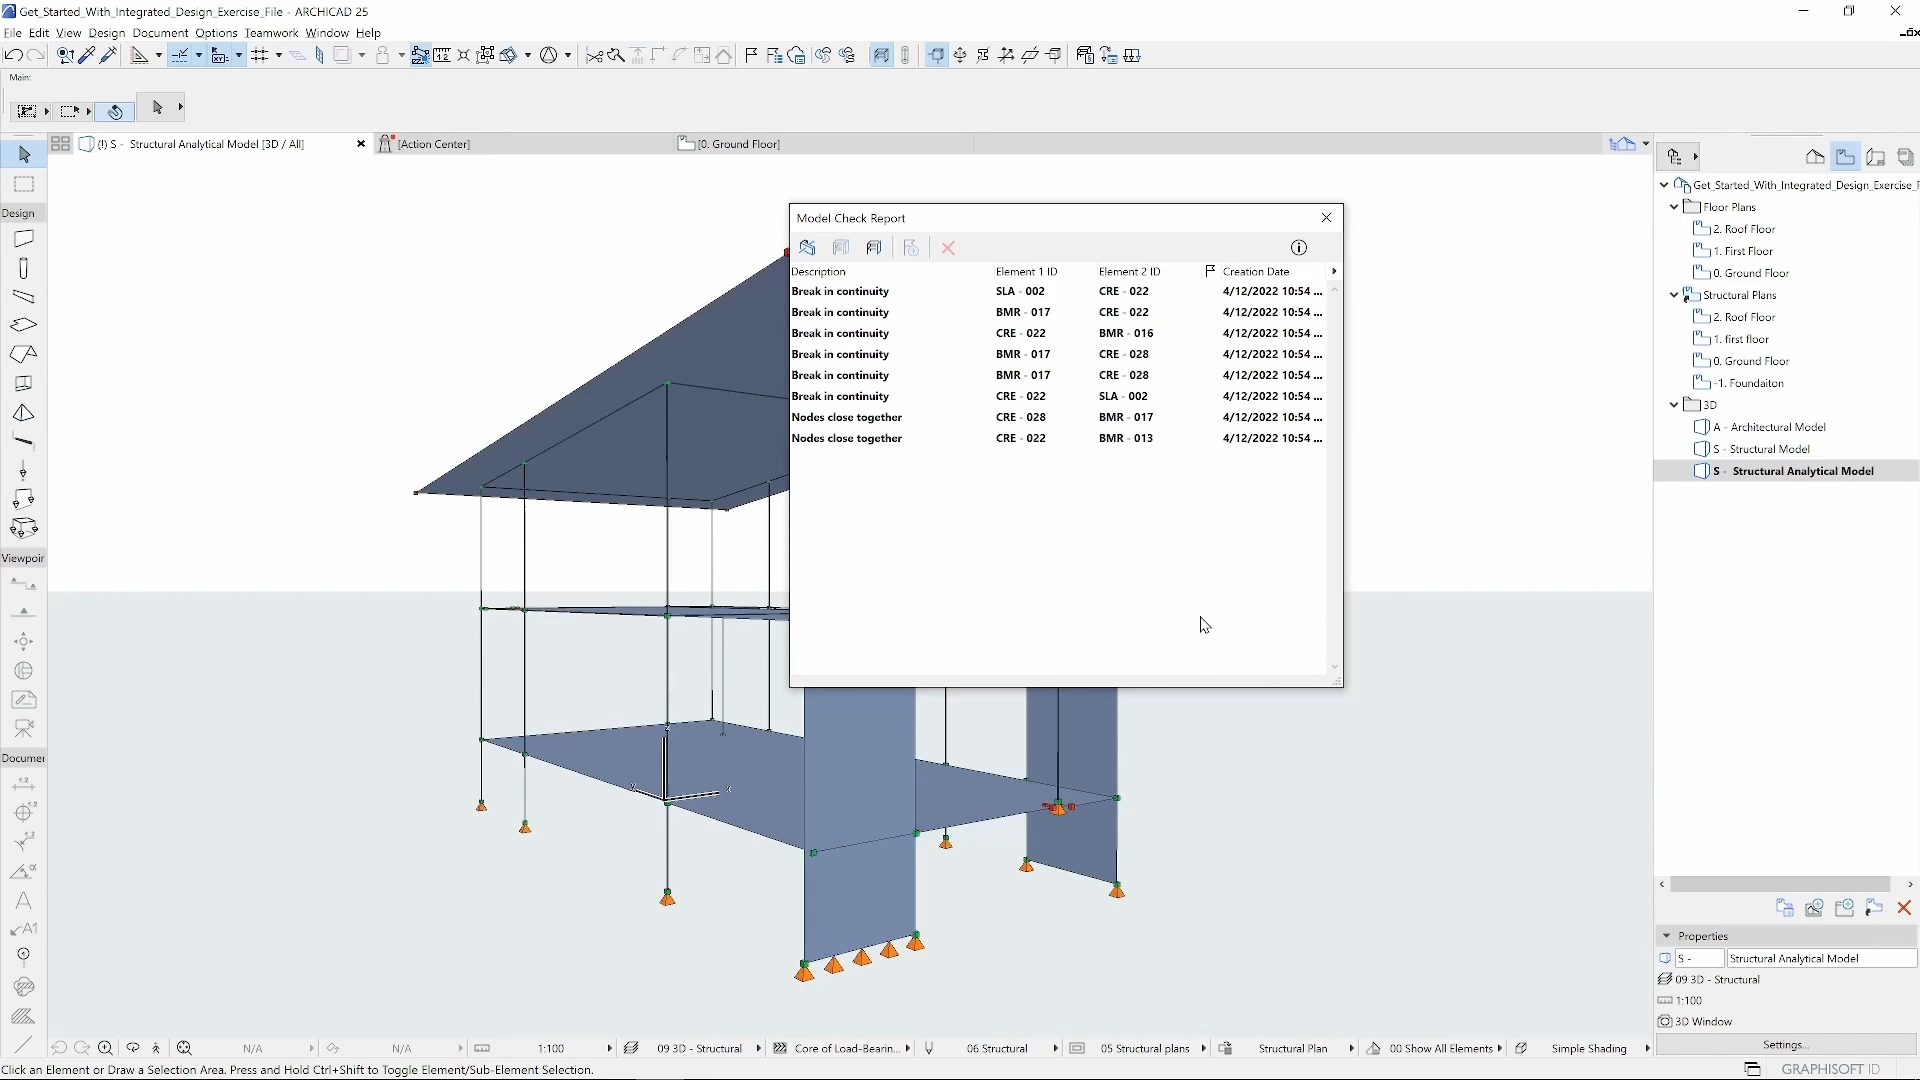 Get_Started_With_Integrated_Design_Exercise_File - ARCHICAD 25
File Edit View Design Document Options Teamwork Window Help
Main:
(!) S - Structural Analytical Model [3D / All]
[Action Center]
[0. Ground Floor]
Design
Viewpoir
Documer
Model Check Report
Description Element 1 ID Element 2 ID Creation Date
Break in continuity SLA - 002 CRE - 022 4/12/2022 10:54 ...
Break in continuity BMR - 017 CRE - 022 4/12/2022 10:54 ...
Break in continuity CRE - 022 BMR - 016 4/12/2022 10:54 ...
Break in continuity BMR - 017 CRE - 028 4/12/2022 10:54 ...
Break in continuity BMR - 017 CRE - 028 4/12/2022 10:54 ...
Break in continuity CRE - 022 SLA - 002 4/12/2022 10:54 ...
Nodes close together CRE - 028 BMR - 017 4/12/2022 10:54 ...
Nodes close together CRE - 022 BMR - 013 4/12/2022 10:54 ...
Get_Started_With_Integrated_Design_Exercise_F
Floor Plans
2. Roof Floor
1. First Floor
0. Ground Floor
Structural Plans
2. Roof Floor
1. first floor
0. Ground Floor
-1. Foundaiton
3D
A - Architectural Model
S - Structural Model
S - Structural Analytical Model
Properties
S - Structural Analytical Model
09 3D - Structural
1:100
3D Window
Settings...
N/A N/A 1:100 09 3D - Structural Core of Load-Bearin... 06 Structural 05 Structural plans Structural Plan 00 Show All Elements Simple Shading
Click an Element or Draw a Selection Area. Press and Hold Ctrl+Shift to Toggle Element/Sub-Element Selection.
GRAPHISOFT ID